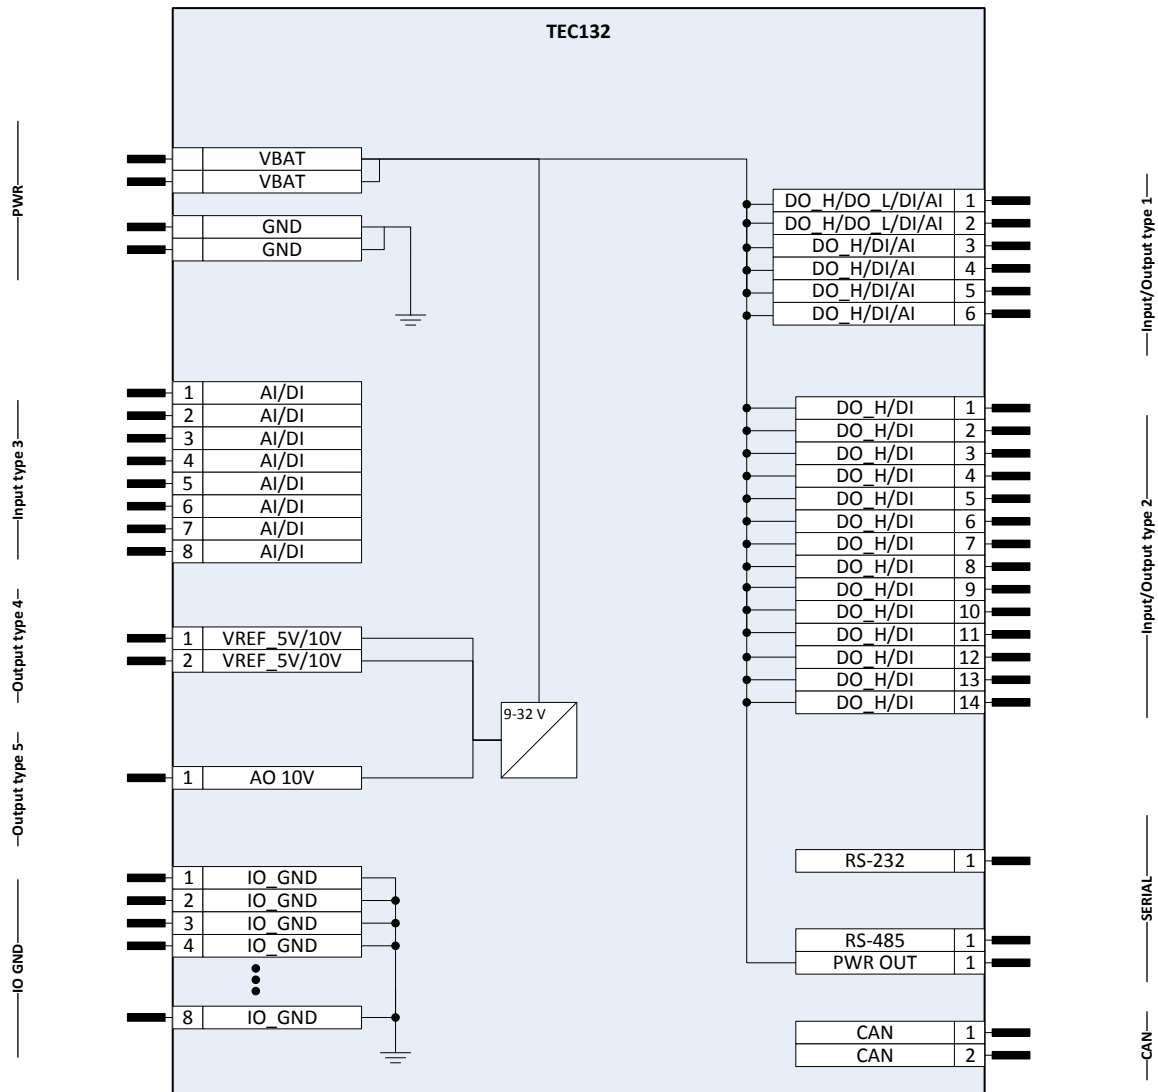 TEC132
PWR
VBAT
VBAT
GND
GND
Input type 3
1 AI/DI
2 AI/DI
3 AI/DI
4 AI/DI
5 AI/DI
6 AI/DI
7 AI/DI
8 AI/DI
Output type 4
1 VREF_5V/10V
2 VREF_5V/10V
9-32 V
Output type 5
1 AO 10V
IO GND
1 IO_GND
2 IO_GND
3 IO_GND
4 IO_GND
8 IO_GND
Input/Output type 1
DO_H/DO_L/DI/AI 1
DO_H/DO_L/DI/AI 2
DO_H/DI/AI 3
DO_H/DI/AI 4
DO_H/DI/AI 5
DO_H/DI/AI 6
Input/Output type 2
DO_H/DI 1
DO_H/DI 2
DO_H/DI 3
DO_H/DI 4
DO_H/DI 5
DO_H/DI 6
DO_H/DI 7
DO_H/DI 8
DO_H/DI 9
DO_H/DI 10
DO_H/DI 11
DO_H/DI 12
DO_H/DI 13
DO_H/DI 14
SERIAL
RS-232 1
RS-485 1
PWR OUT 1
CAN
CAN 1
CAN 2